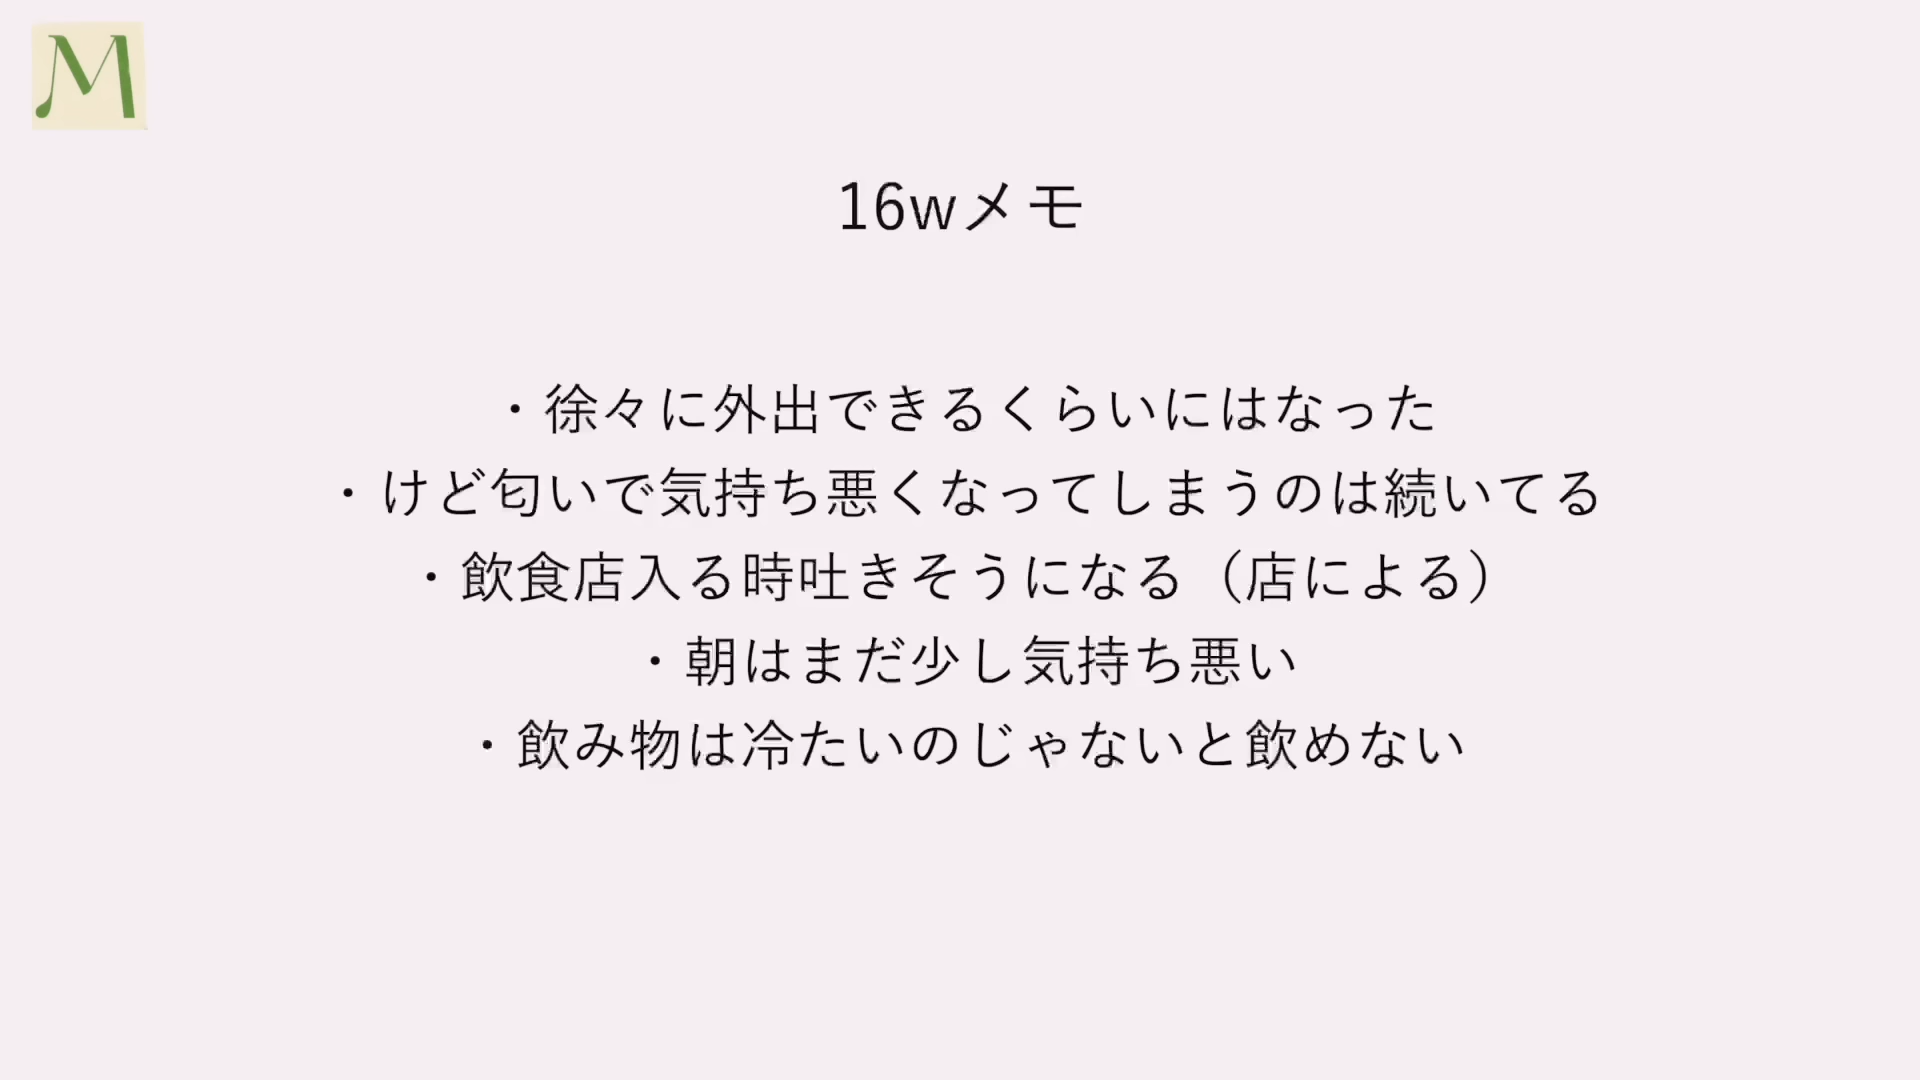 M
16wメモ
・徐々に外出できるくらいにはなった
・けど匂いで気持ち悪くなってしまうのは続いてる
・飲食店入る時吐きそうになる（店による）
・朝はまだ少し気持ち悪い
・飲み物は冷たいのじゃないと飲めない